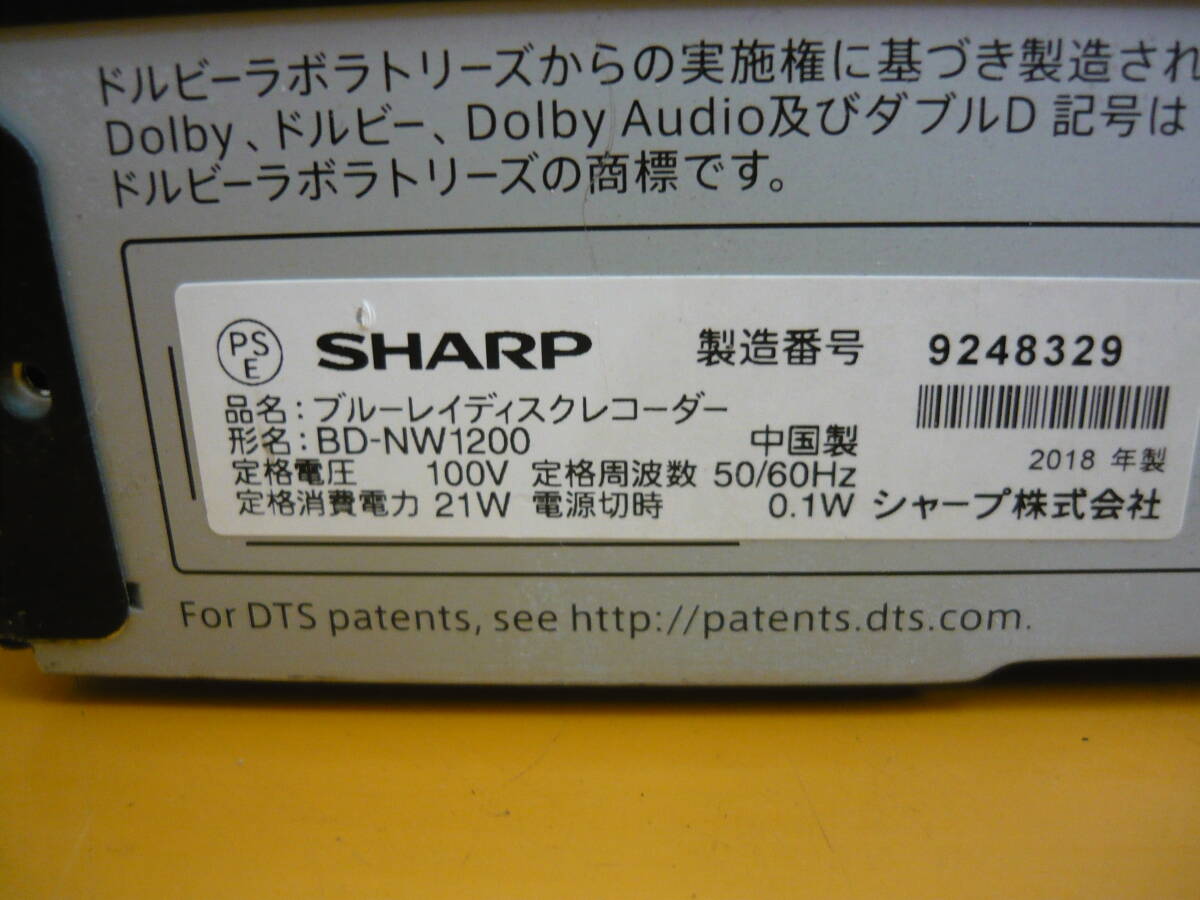 ドルビーラボラトリーズからの実施権に基づき製造され
Dolby、ドルビー、Dolby Audio及びダブルD 記号は
ドルビーラボラトリーズの商標です。
PS
E
SHARP 製造番号 9248329
品名:ブルーレイディスクレコーダー
形名:BD-NW1200 中国製
2018 年製
定格電圧 100V 定格周波数 50/60Hz
定格消費電力 21W 電源切時 0.1W シャープ株式会社
For DTS patents, see http://patents.dts.com.